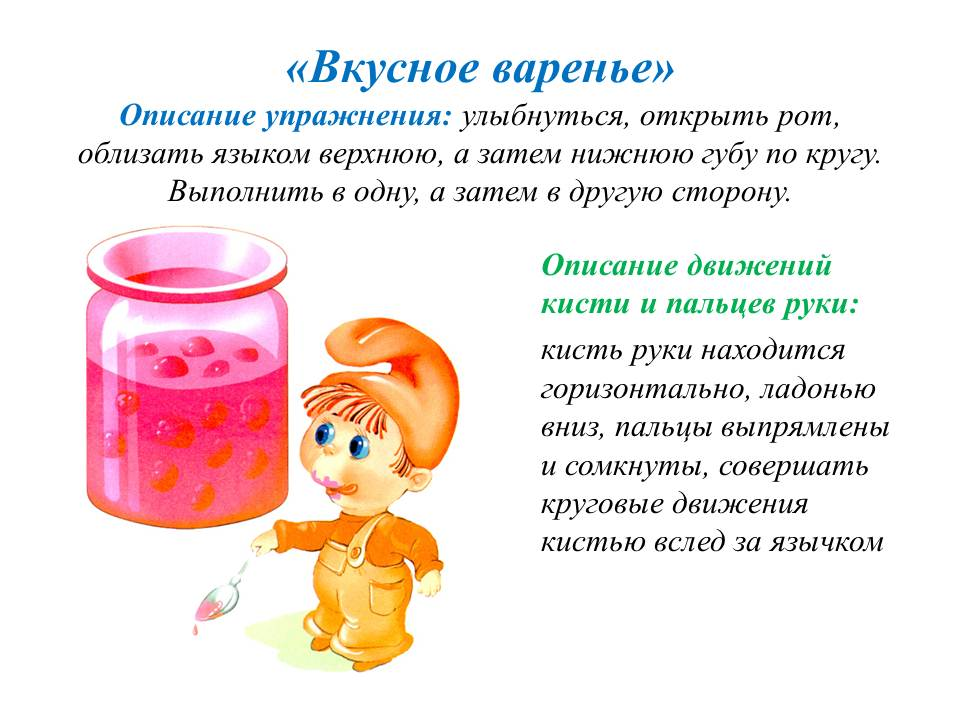 «Вкусное варенье»
Описание упражнения: улыбнуться, открыть рот,
облизать языком верхнюю, а затем нижнюю губу по кругу.
Выполнить в одну, а затем в другую сторону.
Описание движений
кисти и пальцев руки:
кисть руки находится
горизонтально, ладонью
вниз, пальцы выпрямлены
и сомкнуты, совершать
круговые движения
кистью вслед за язычком